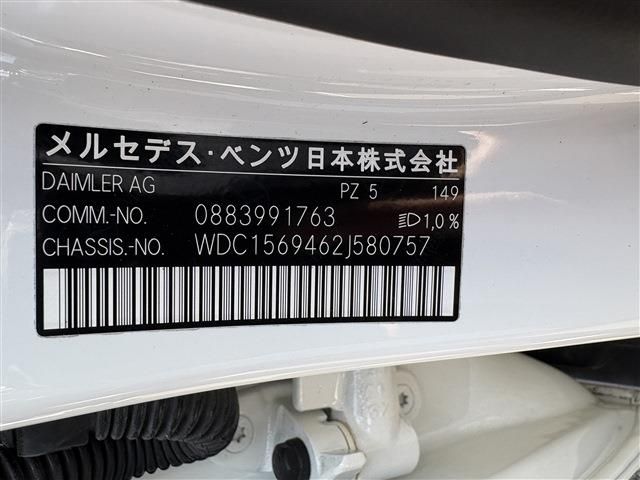 メルセデス・ベンツ日本株式会社
DAIMLER AG PZ 5 149
COMM.-NO. 0883991763 1,0 %
CHASSIS.-NO. WDC1569462J580757